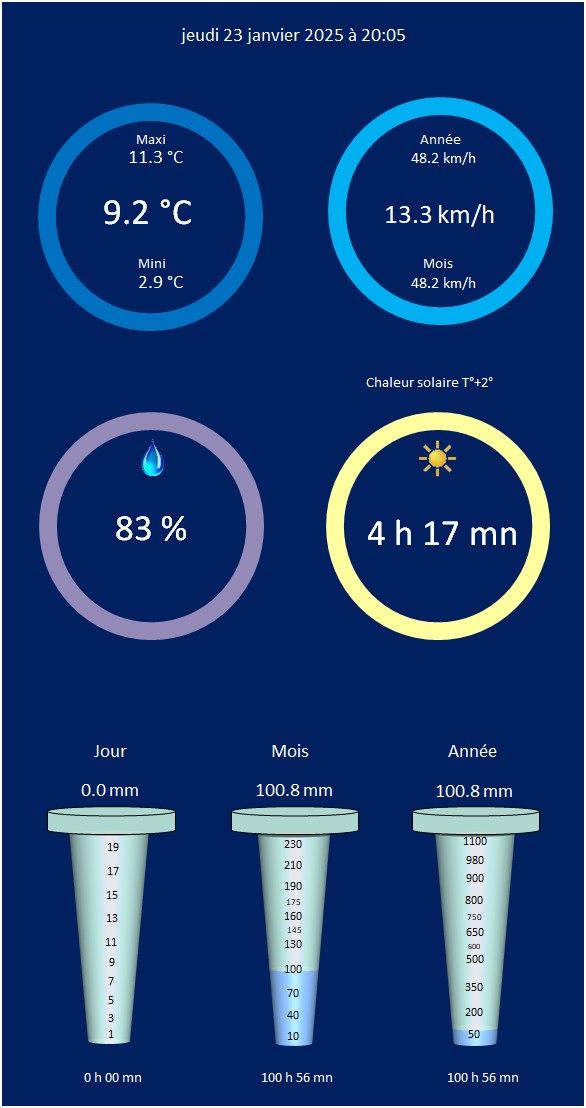 jeudi 23 janvier 2025 à 20:05
Maxi
11.3 °C
9.2 °C
Mini
2.9 °C
Année
48.2 km/h
13.3 km/h
Mois
48.2 km/h
Chaleur solaire T°+2°
83 %
4 h 17 mn
Jour
0.0 mm
19
17
15
13
11
9
7
5
3
1
0 h 00 mn
Mois
100.8 mm
230
210
190
175
160
145
130
100
70
40
10
100 h 56 mn
Année
100.8 mm
1100
980
900
800
750
650
600
500
350
200
50
100 h 56 mn